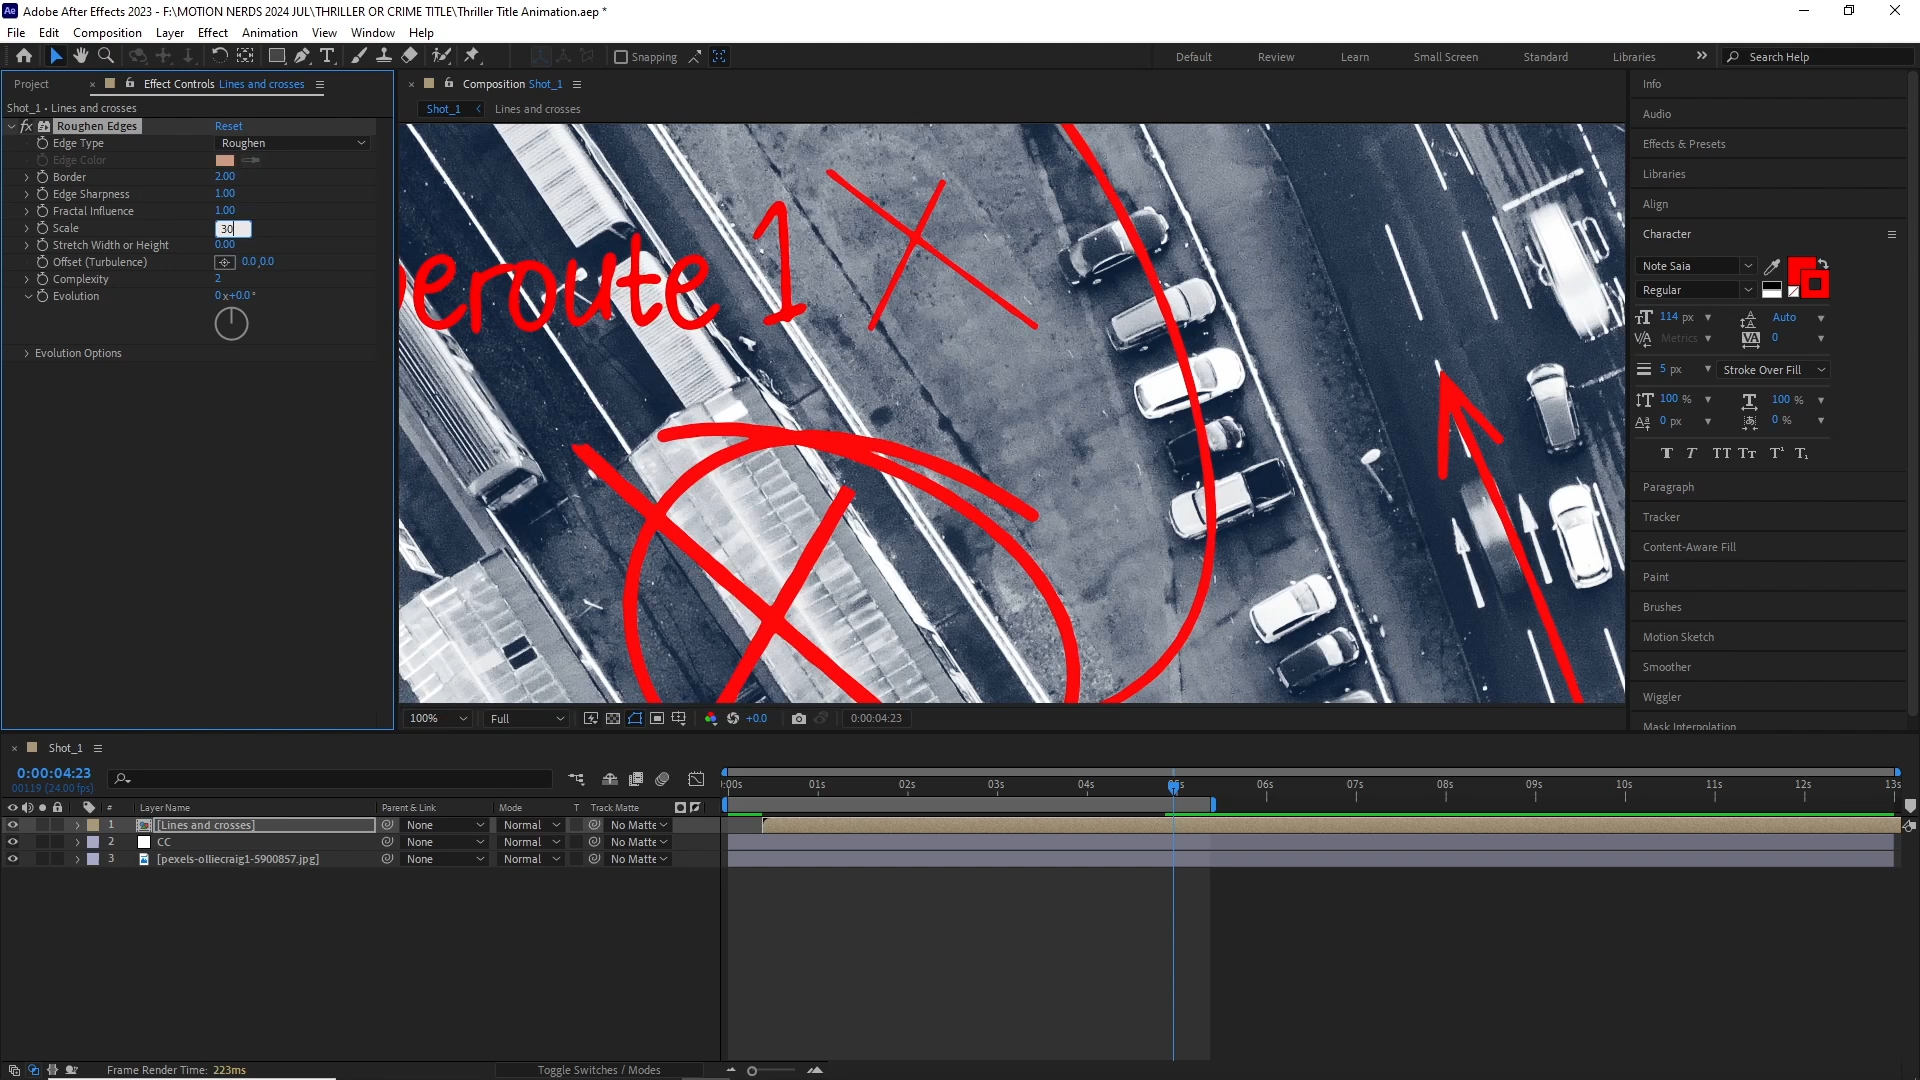 Adobe After Effects 2023 - F:\MOTION NERDS 2024 JUL\THRILLER OR CRIME TITLE\Thriller Title Animation.aep *
File Edit Composition Layer Effect Animation View Window Help
Snapping
Default Review Learn Small Screen Standard Libraries Search Help
Project Effect Controls Lines and crosses
Shot_1 • Lines and crosses
fx Roughen Edges Reset
Edge Type Roughen
Edge Color
Border 2.00
Edge Sharpness 1.00
Fractal Influence 1.00
Scale 30
Stretch Width or Height 0.00
Offset (Turbulence) 0.0,0.0
Complexity 2
Evolution 0x+0.0°
Evolution Options
Composition Shot_1
Shot_1 Lines and crosses
eroute 1
100% Full +0.0 0:00:04:23
Info
Audio
Effects & Presets
Libraries
Align
Character
Note Saia
Regular
114 px Auto
Metrics 0
5 px Stroke Over Fill
100 % 100 %
0 px 0 %
T T TT Tt T¹ T₁
Paragraph
Tracker
Content-Aware Fill
Paint
Brushes
Motion Sketch
Smoother
Wiggler
Mask Interpolation
Shot_1
0:00:04:23
00119 (24.00 fps)
:00s 01s 02s 03s 04s 05s 06s 07s 08s 09s 10s 11s 12s 13s
# Layer Name Parent & Link Mode T Track Matte
1 [Lines and crosses] None Normal No Matte
2 CC None Normal No Matte
3 [pexels-olliecraig1-5900857.jpg] None Normal No Matte
Frame Render Time: 223ms Toggle Switches / Modes